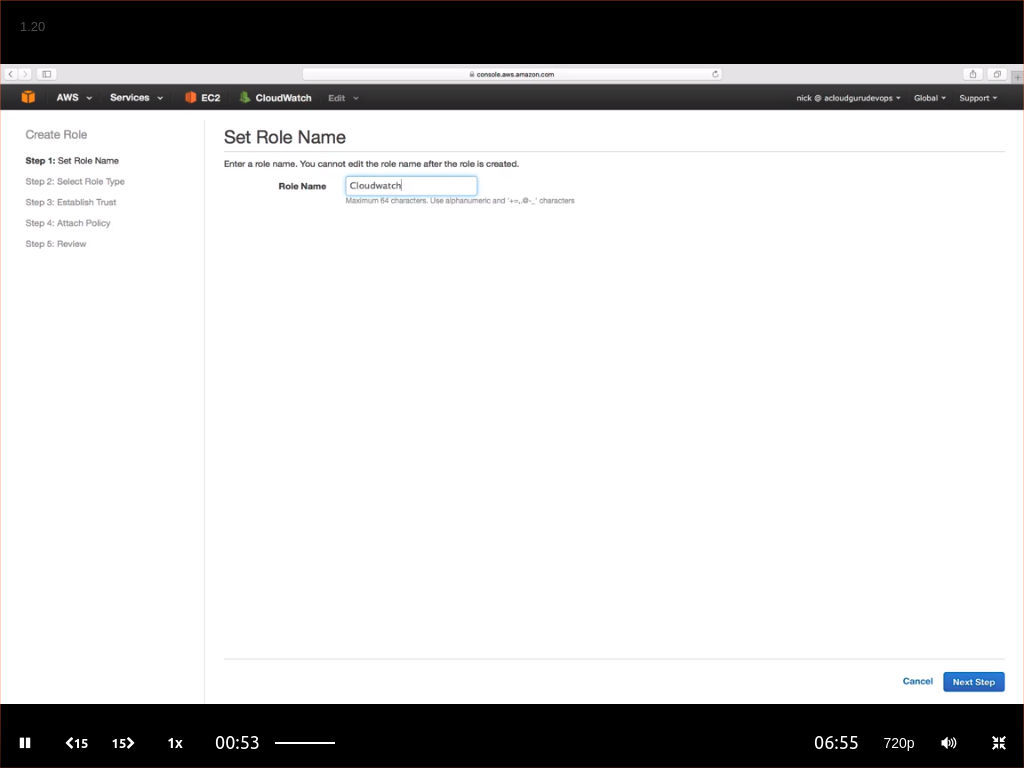 1.20
console.aws.amazon.com
AWS Services EC2 CloudWatch Edit nick @ acloudgurudevops Global Support
Create Role
Step 1: Set Role Name
Step 2: Select Role Type
Step 3: Establish Trust
Step 4: Attach Policy
Step 5: Review
Set Role Name
Enter a role name. You cannot edit the role name after the role is created.
Role Name Cloudwatch
Maximum 64 characters. Use alphanumeric and '+=,.@-_' characters
Cancel Next Step
15 15 1x 00:53 06:55 720p